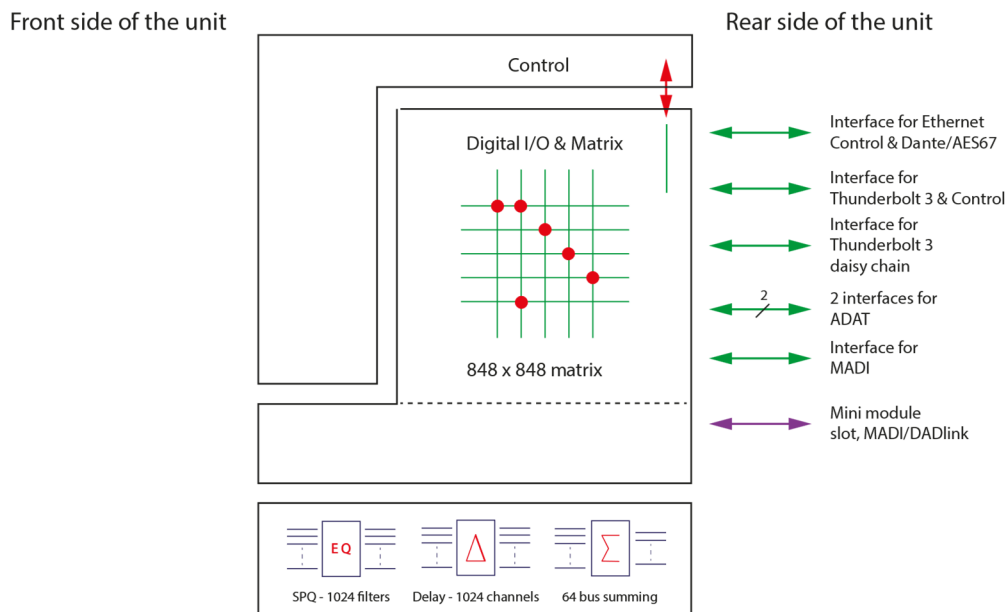 Front side of the unit
Rear side of the unit
Control
Digital I/O & Matrix
848 x 848 matrix
Interface for Ethernet
Control & Dante/AES67
Interface for
Thunderbolt 3 & Control
Interface for
Thunderbolt 3
daisy chain
2
2 interfaces for
ADAT
Interface for
MADI
Mini module
slot, MADI/DADlink
EQ
Δ
Σ
SPQ - 1024 filters
Delay - 1024 channels
64 bus summing